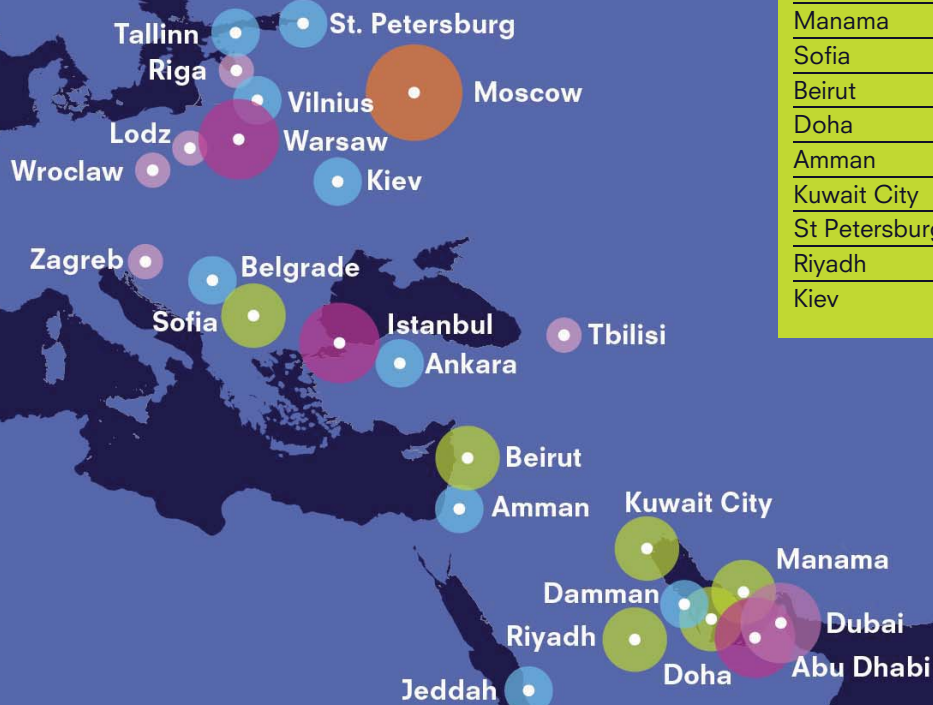 Tallinn
St. Petersburg
Riga
Vilnius
Moscow
Lodz
Warsaw
Wroclaw
Kiev
Zagreb
Belgrade
Sofia
Istanbul
Tbilisi
Ankara
Beirut
Amman
Kuwait City
Manama
Damman
Dubai
Riyadh
Abu Dhabi
Doha
Jeddah
Manama
Sofia
Beirut
Doha
Amman
Kuwait City
St Petersburg
Riyadh
Kiev